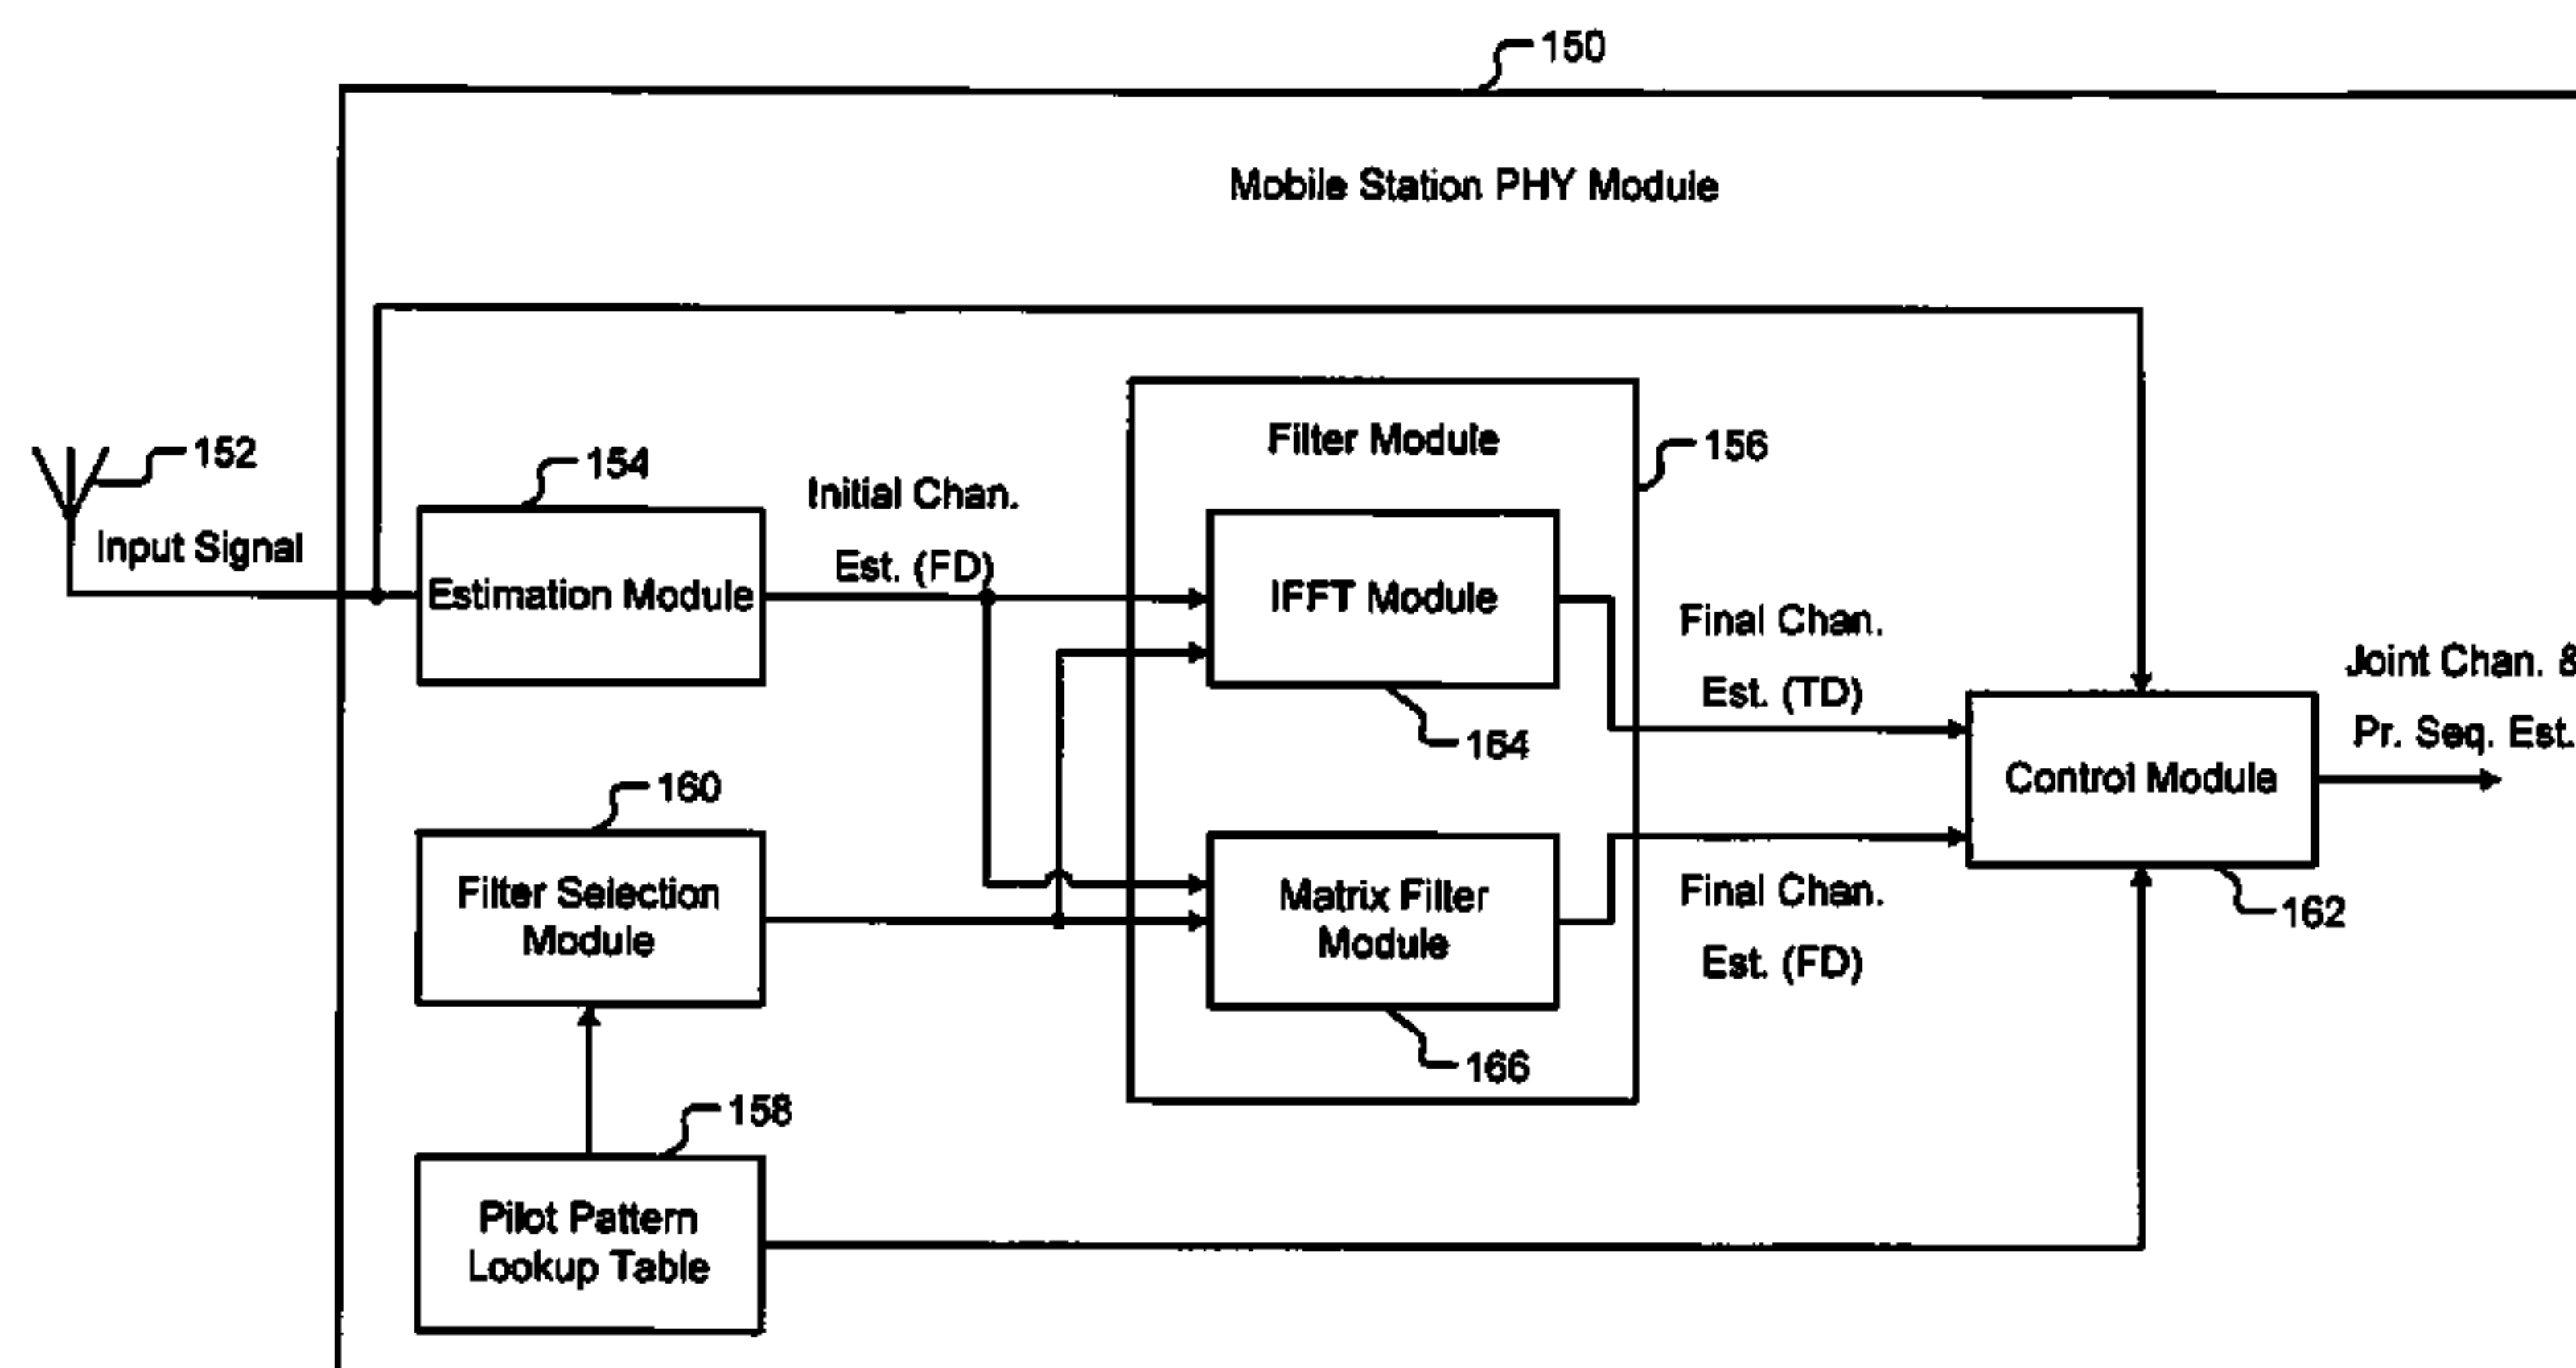 150
Mobile Station PHY Module
152
Input Signal
154
Estimation Module
Initial Chan.
Est. (FD)
Filter Module
156
IFFT Module
164
Final Chan.
Est. (TD)
Joint Chan. &
Pr. Seq. Est.
Control Module
162
160
Filter Selection
Module
Matrix Filter
Module
166
Final Chan.
Est. (FD)
158
Pilot Pattern
Lookup Table